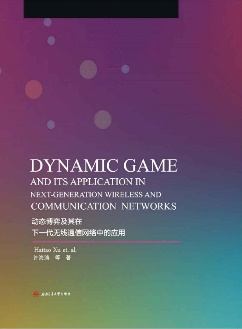 DYNAMIC GAME
AND ITS APPLICATION IN
NEXT-GENERATION WIRELESS AND
COMMUNICATION NETWORKS
动态博弈及其在
下一代无线通信网络中的应用
Haitao Xu et. al.
许海涛 等 著